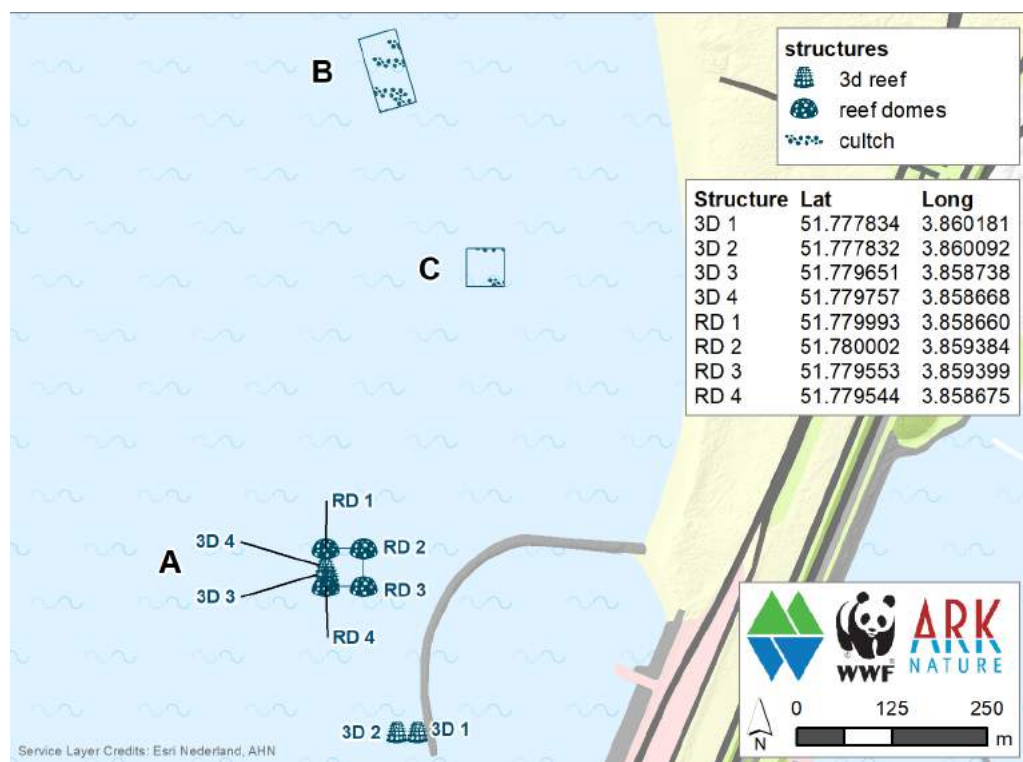 B
structures
3d reef
reef domes
cultch
Structure Lat Long
3D 1 51.777834 3.860181
3D 2 51.777832 3.860092
3D 3 51.779651 3.858738
3D 4 51.779757 3.858668
RD 1 51.779993 3.858660
RD 2 51.780002 3.859384
RD 3 51.779553 3.859399
RD 4 51.779544 3.858675
C
RD 1
3D 4
RD 2
A
3D 3
RD 3
RD 4
3D 2
3D 1
WWF
ARK
NATURE
N
0 125 250
m
Service Layer Credits: Esri Nederland, AHN